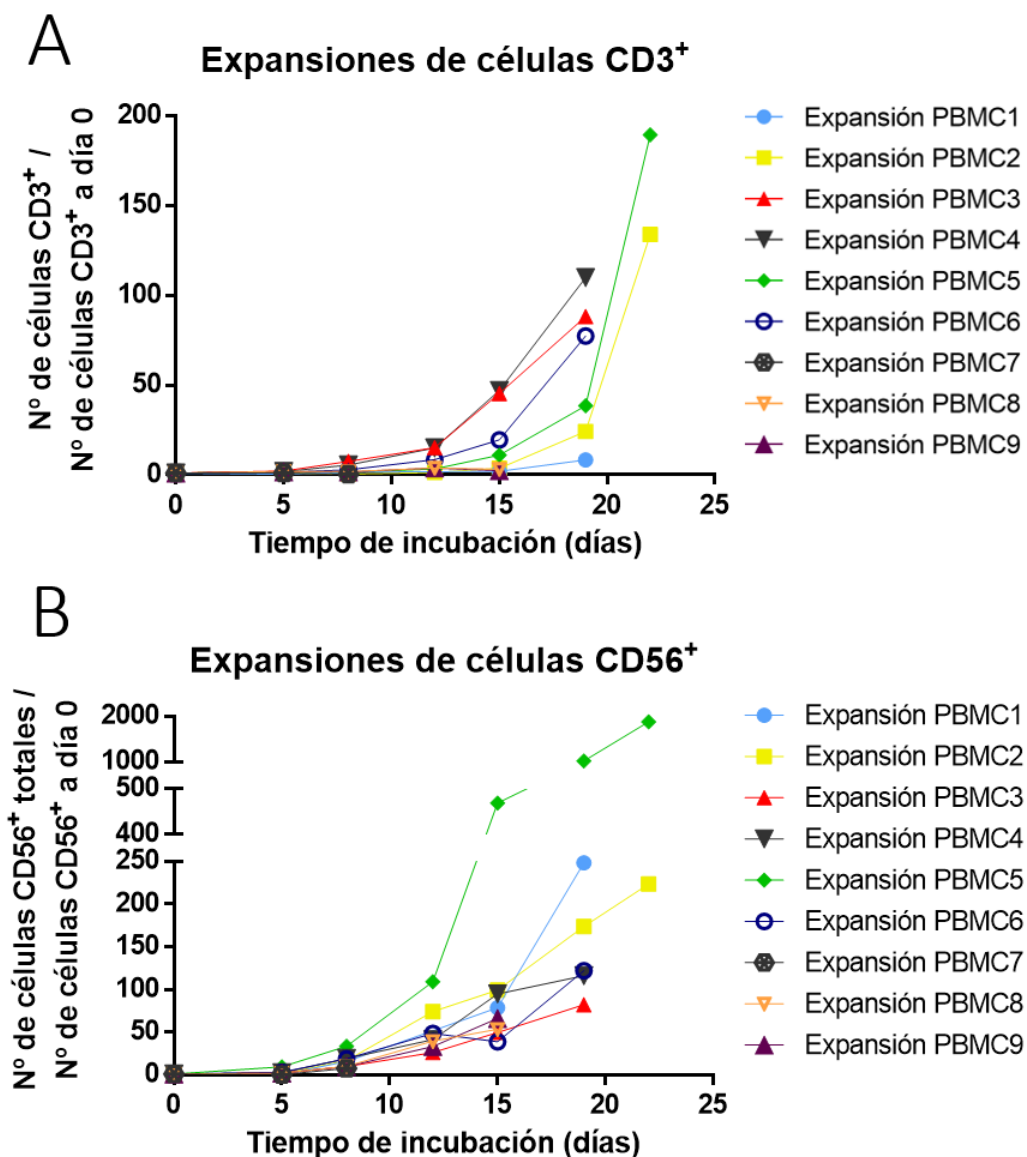 A
Expansiones de células CD3⁺
Nº de células CD3⁺ /
Nº de células CD3⁺ a día 0
200
150
100
50
0
0 5 10 15 20 25
Tiempo de incubación (días)
Expansión PBMC1
Expansión PBMC2
Expansión PBMC3
Expansión PBMC4
Expansión PBMC5
Expansión PBMC6
Expansión PBMC7
Expansión PBMC8
Expansión PBMC9
B
Expansiones de células CD56⁺
Nº de células CD56⁺ totales /
Nº de células CD56⁺ a día 0
2000
1000
500
400
250
200
150
100
50
0
0 5 10 15 20 25
Tiempo de incubación (días)
Expansión PBMC1
Expansión PBMC2
Expansión PBMC3
Expansión PBMC4
Expansión PBMC5
Expansión PBMC6
Expansión PBMC7
Expansión PBMC8
Expansión PBMC9